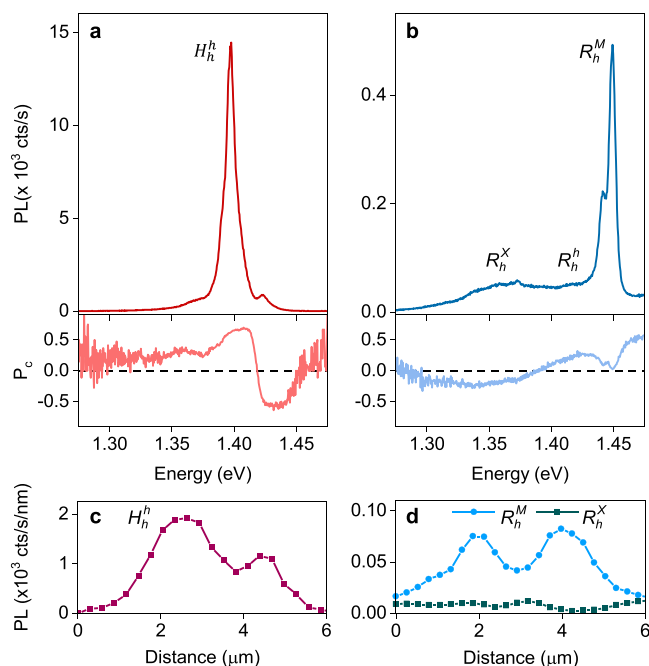 a
H_h^h
PL(x 10³ cts/s)
15
10
5
0
b
R_h^M
R_h^X
R_h^h
0.4
0.2
0.0
P_c
0.5
0.0
-0.5
1.30
1.35
1.40
1.45
Energy (eV)
0.5
0.0
-0.5
1.30
1.35
1.40
1.45
Energy (eV)
c
H_h^h
PL (x10³ cts/s/nm)
2
1
0
0
2
4
6
Distance (μm)
d
R_h^M
R_h^X
0.10
0.05
0.00
0
2
4
6
Distance (μm)